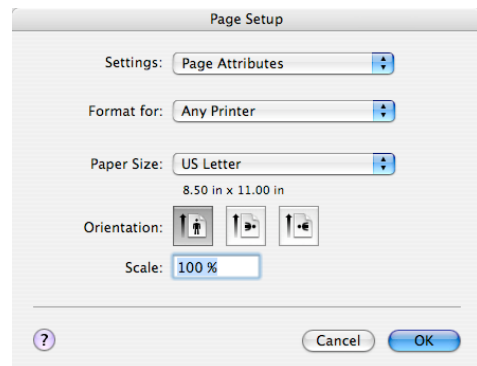 Page Setup
Settings: Page Attributes
Format for: Any Printer
Paper Size: US Letter
8.50 in x 11.00 in
Orientation:
Scale: 100 %
? Cancel OK